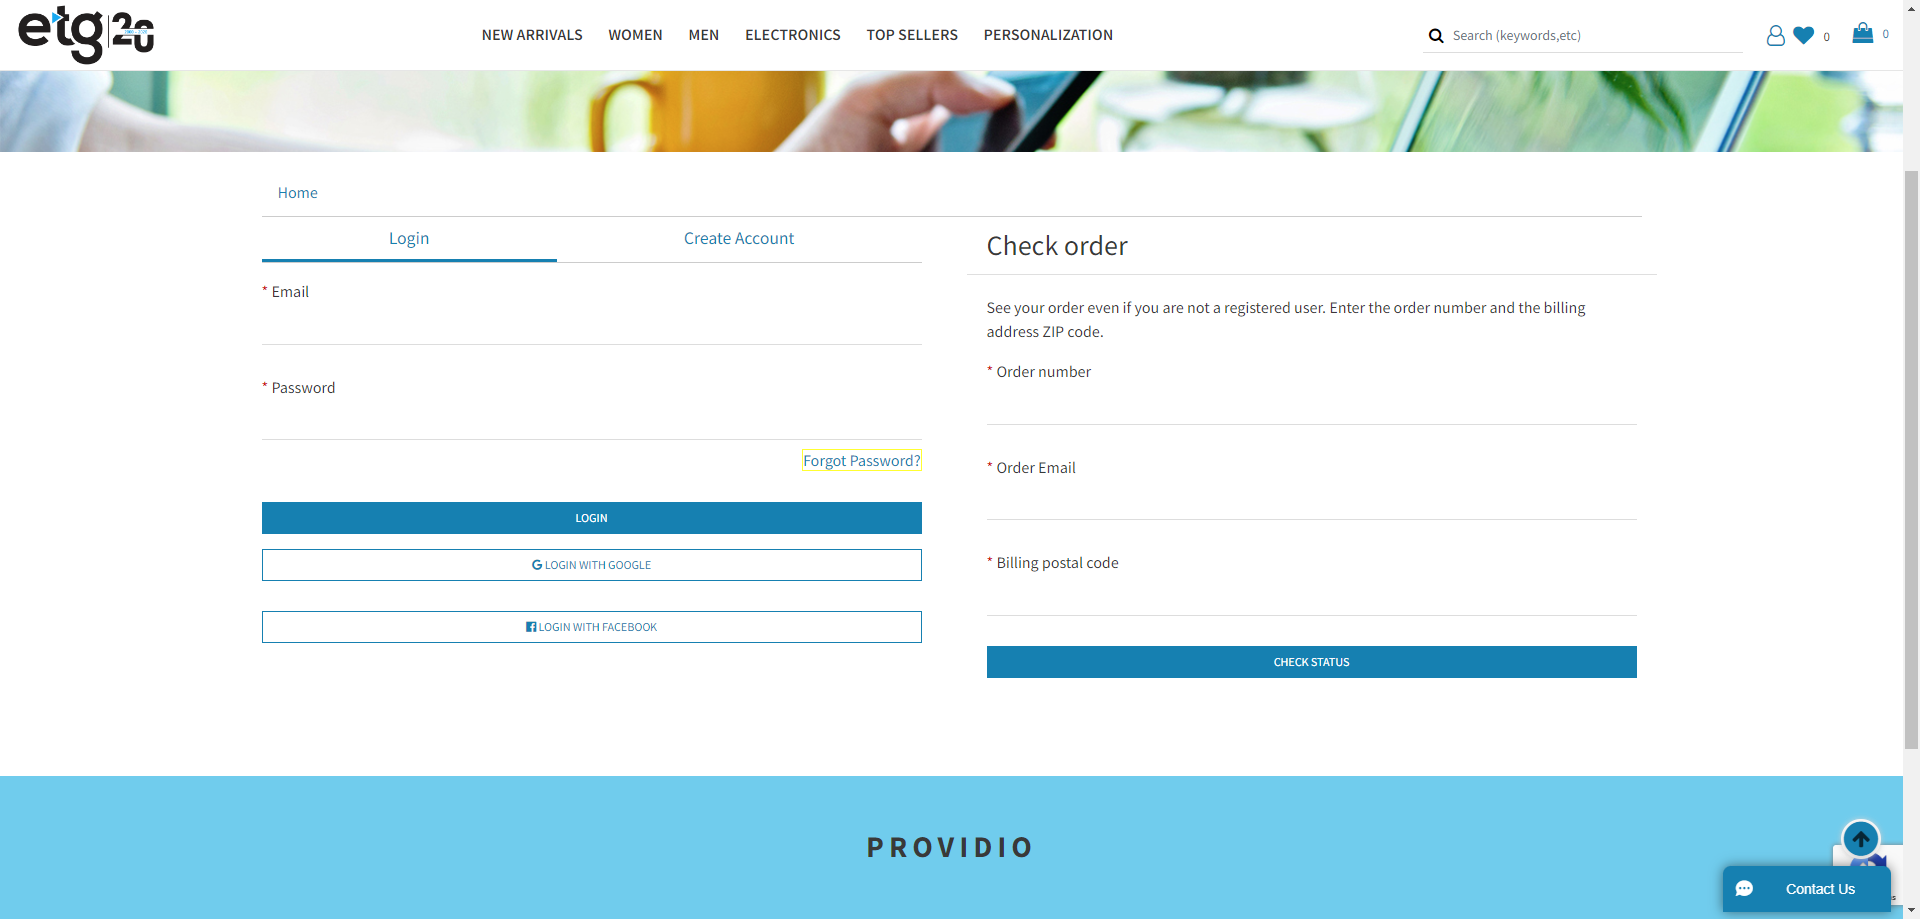 etg 20
NEW ARRIVALS WOMEN MEN ELECTRONICS TOP SELLERS PERSONALIZATION
Search (keywords,etc)
0
0
Home
Login
Create Account
* Email
* Password
Forgot Password?
LOGIN
LOGIN WITH GOOGLE
LOGIN WITH FACEBOOK
Check order
See your order even if you are not a registered user. Enter the order number and the billing
address ZIP code.
* Order number
* Order Email
* Billing postal code
CHECK STATUS
PROVIDIO
Contact Us